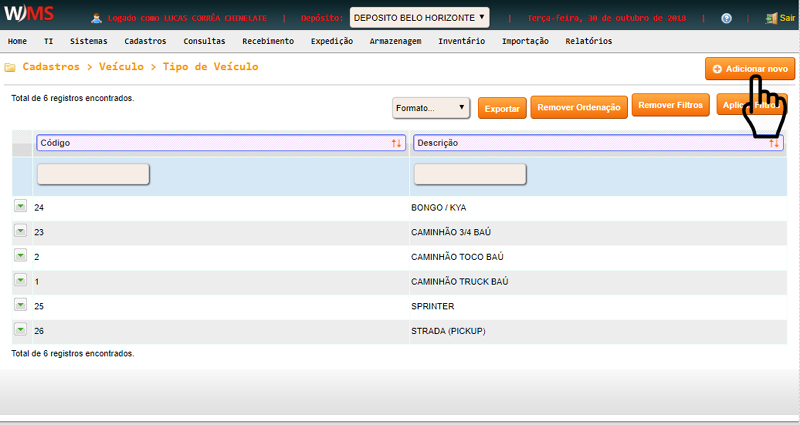 WMS Logado como LUCAS CORRÊA CHINELATE | Depósito: DEPOSITO BELO HORIZONTE | Terça-feira, 30 de outubro de 2018 | | Sair
Home TI Sistemas Cadastros Consultas Recebimento Expedição Armazenagem Inventário Importação Relatórios
Cadastros > Veículo > Tipo de Veículo
Adicionar novo
Total de 6 registros encontrados.
Formato... Exportar Remover Ordenação Remover Filtros Aplicar Filtros
Código Descrição
24 BONGO / KYA
23 CAMINHÃO 3/4 BAÚ
2 CAMINHÃO TOCO BAÚ
1 CAMINHÃO TRUCK BAÚ
25 SPRINTER
26 STRADA (PICKUP)
Total de 6 registros encontrados.